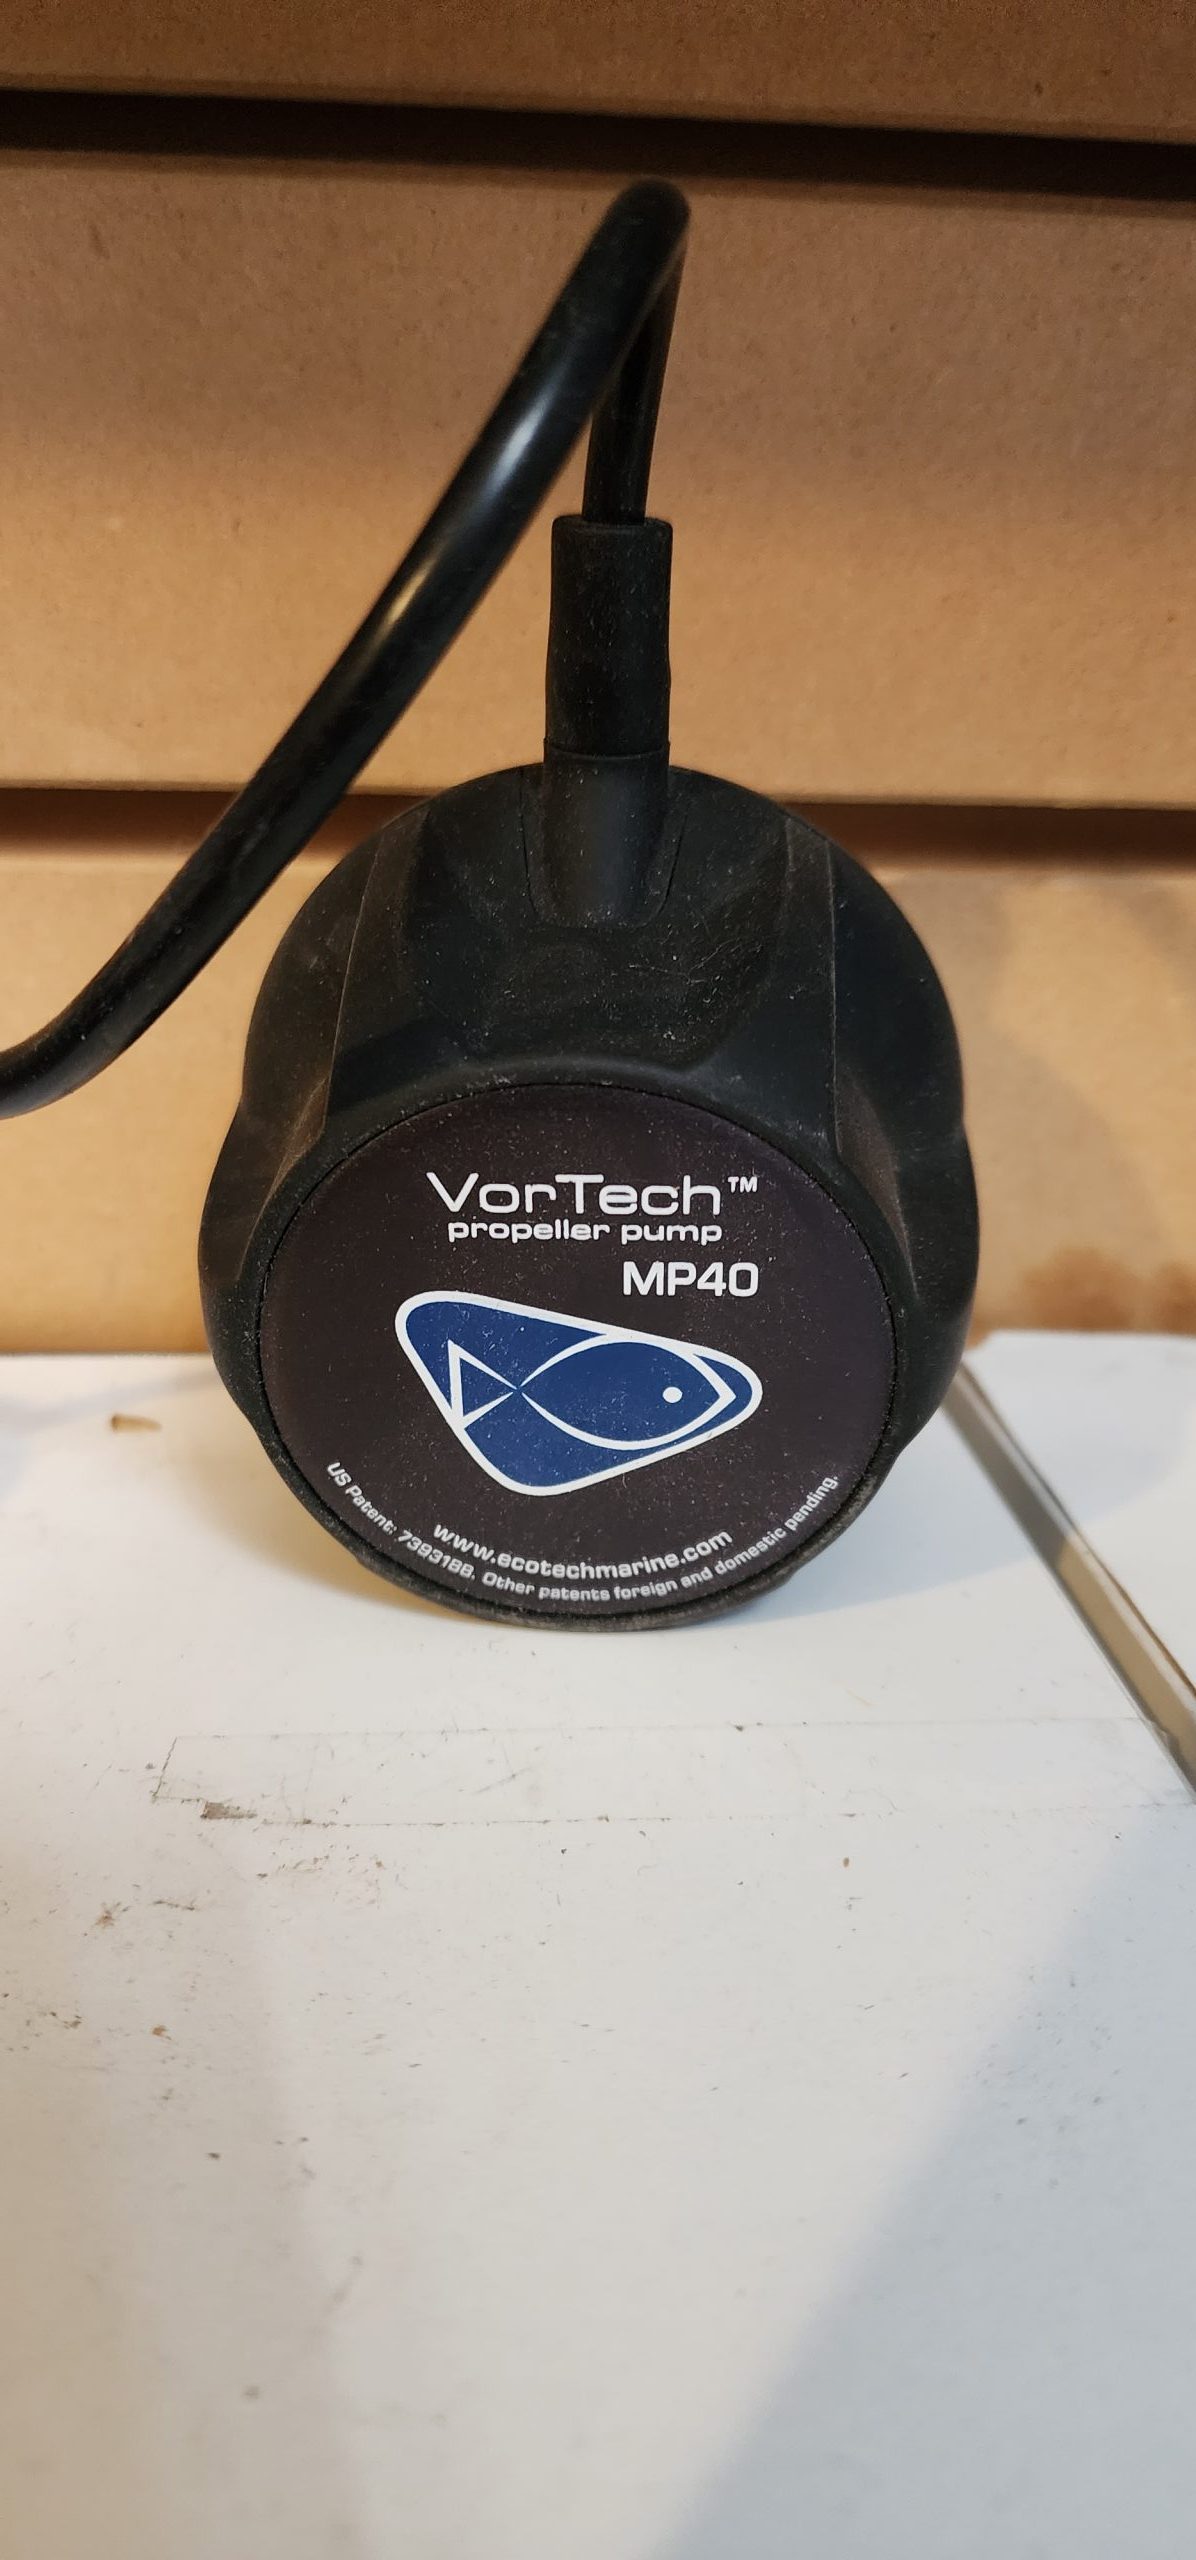 VorTech™
propeller pump
MP40
www.ecotechmarine.com
US Patent: 7393188. Other patents foreign and domestic pending.